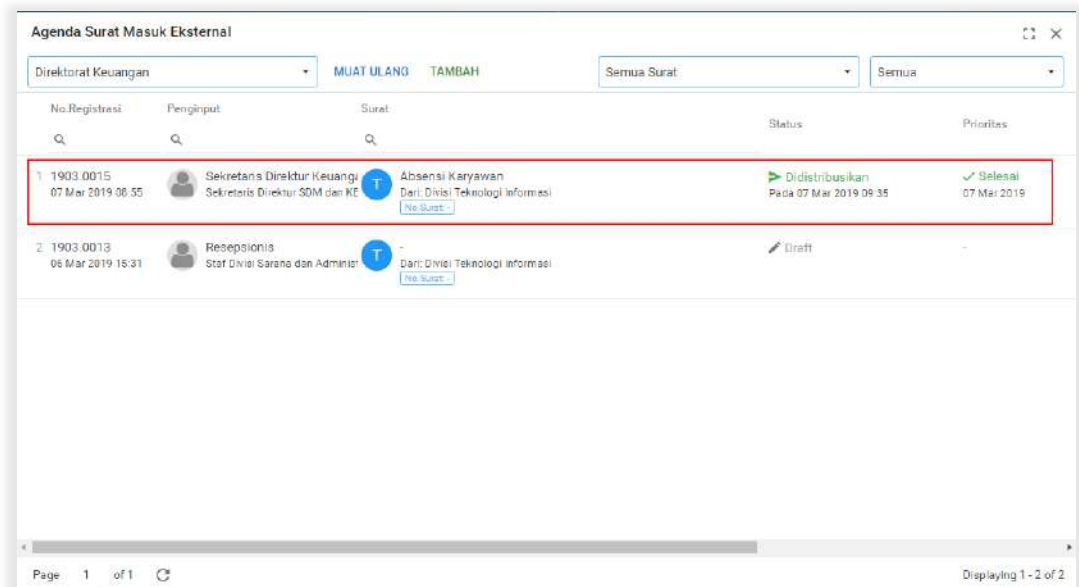 Agenda Surat Masuk Eksternal
Direktorat Keuangan MUAT ULANG TAMBAH Semua Surat Semua
No.Registrasi Penginput Surat Status Prioritas
1 1903.0015 Sekretaris Direktur Keuanga T Absensi Karyawan Didistribusikan Selesai
07 Mar 2019 08:55 Sekretaris Direktur SDM dan KE Dari: Divisi Teknologi Informasi Pada 07 Mar 2019 09:35 07 Mar 2019
No.Surat: -
2 1903.0013 Resepsionis T - Draft -
06 Mar 2019 15:31 Staf Divisi Sarana dan Administ Dari: Divisi Teknologi Informasi
No.Surat: -
Page 1 of 1 Displaying 1 - 2 of 2